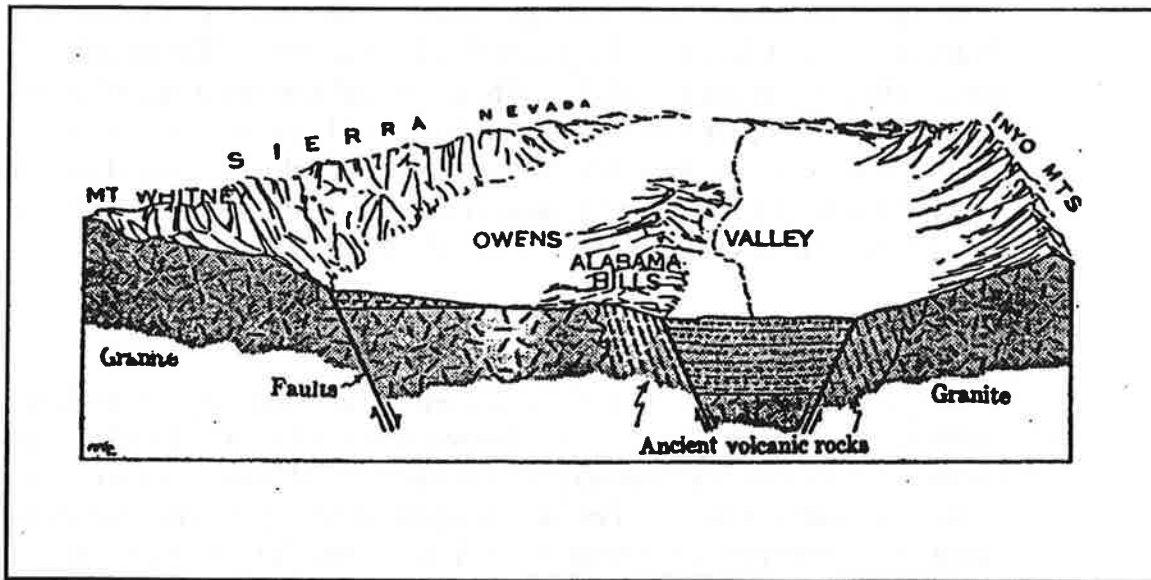 SIERRA NEVADA
MT WHITNEY
INYO MTS
OWENS VALLEY
ALABAMA
HILLS
Granite
Faults
Granite
Ancient volcanic rocks